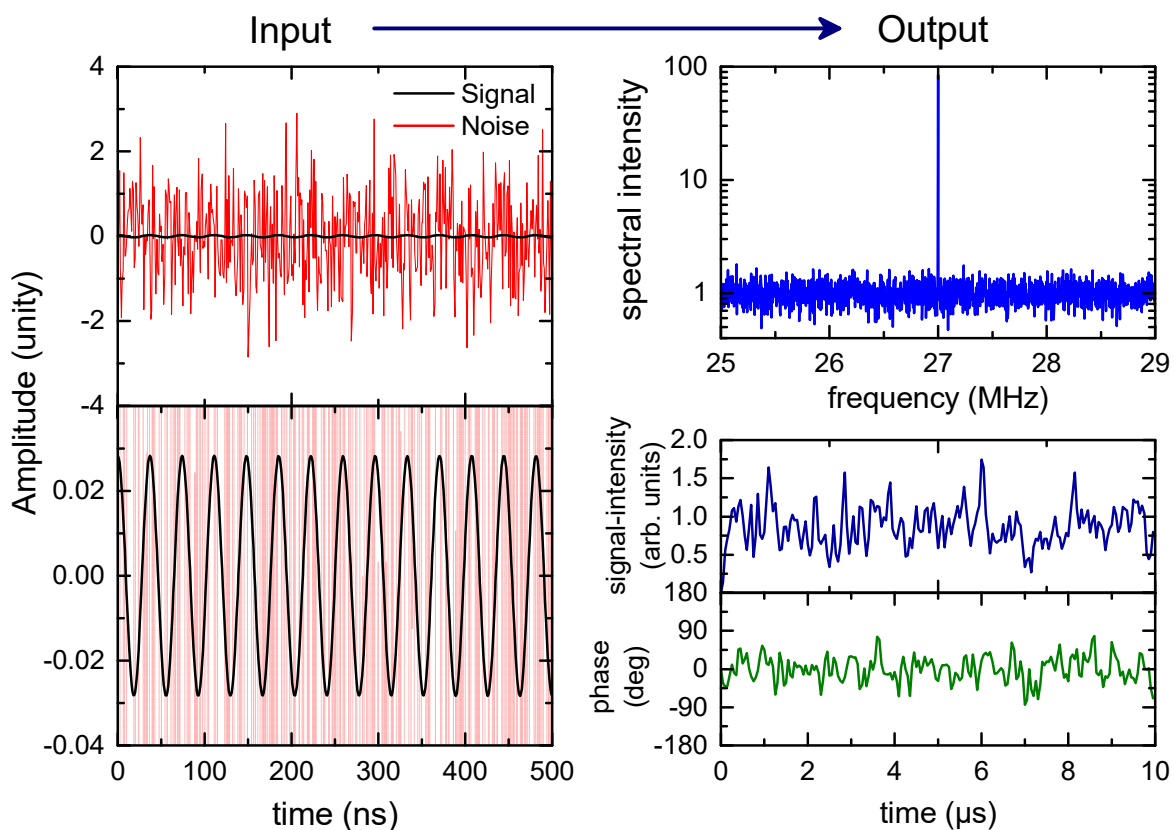 Input
Output
Signal
Noise
4
2
0
-2
-4
0.02
0.00
-0.02
-0.04
Amplitude (unity)
0 100 200 300 400 500
time (ns)
100
10
1
spectral intensity
25 26 27 28 29
frequency (MHz)
2.0
1.5
1.0
0.5
signal-intensity
(arb. units)
180
90
0
-90
-180
phase
(deg)
0 2 4 6 8 10
time (µs)